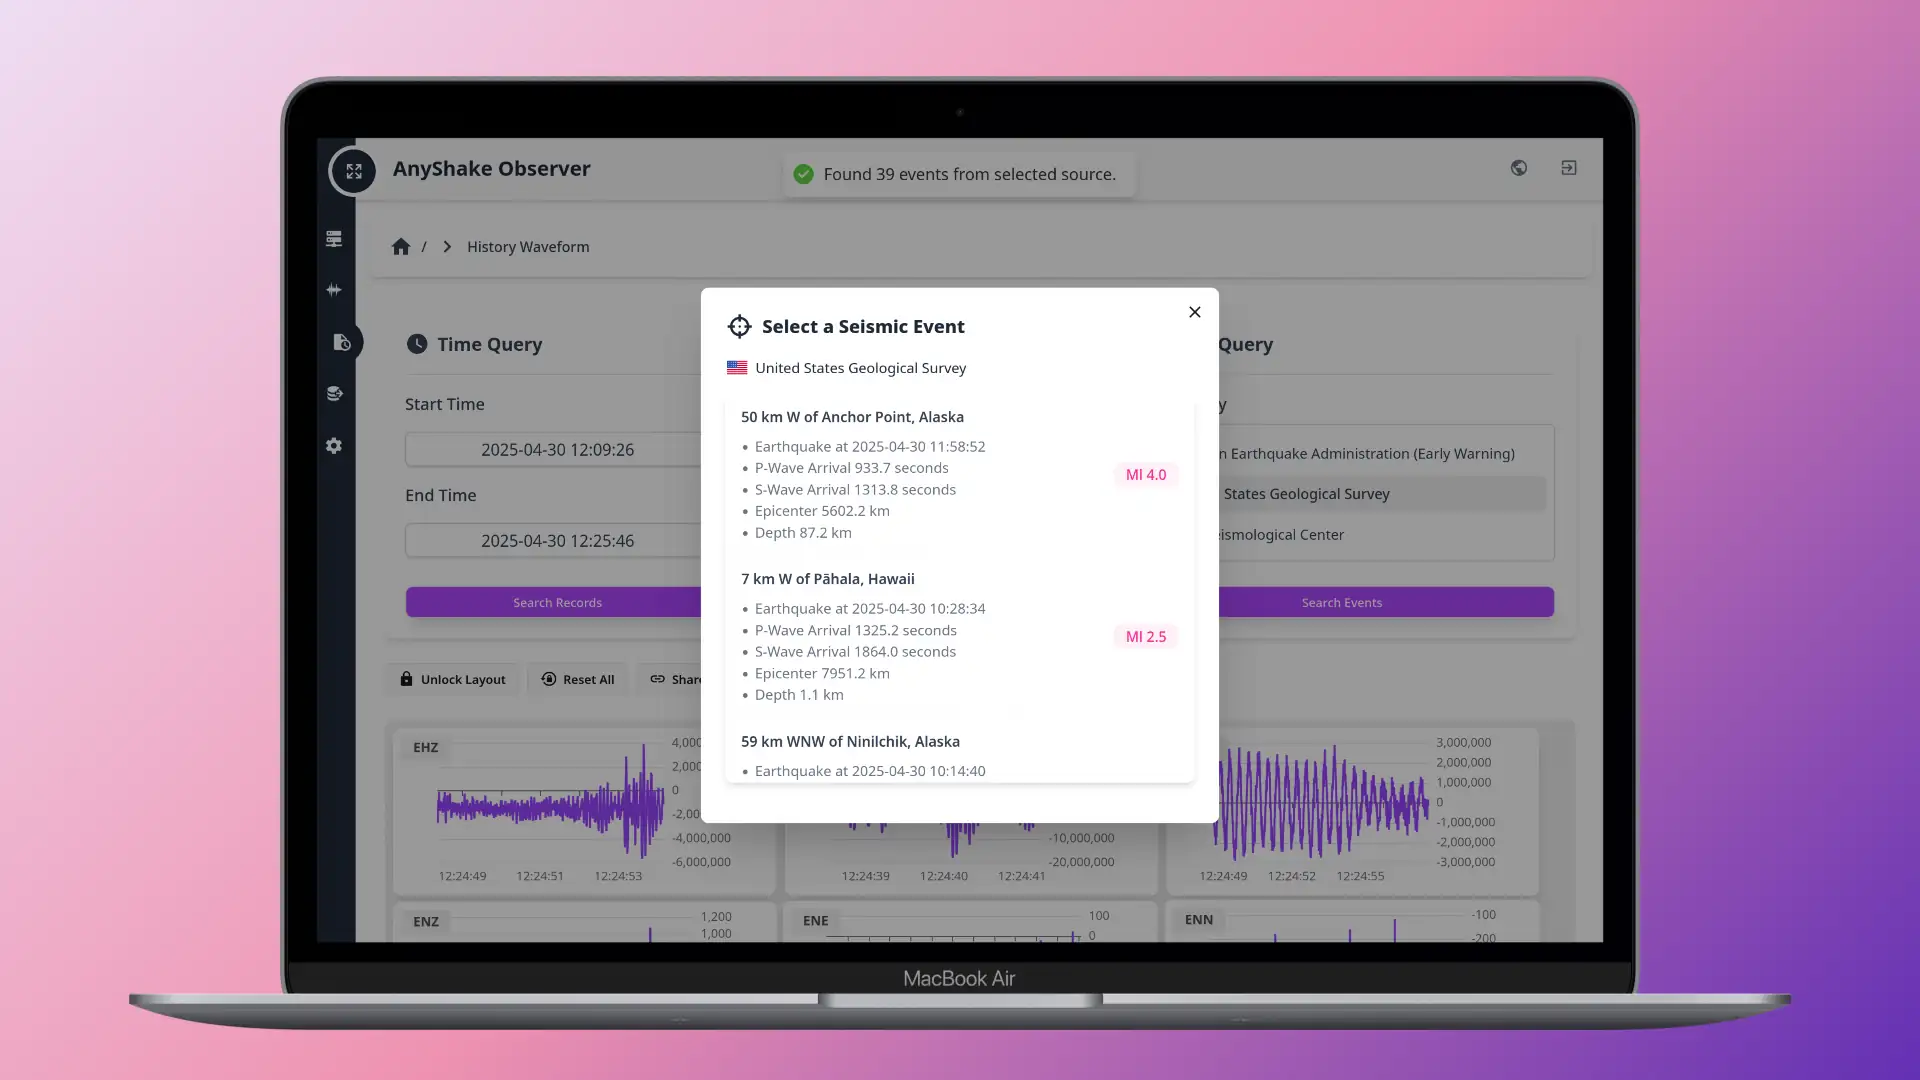 AnyShake Observer
Found 39 events from selected source.
/ History Waveform
Time Query
Start Time
2025-04-30 12:09:26
End Time
2025-04-30 12:25:46
Search Records
Select a Seismic Event
United States Geological Survey
50 km W of Anchor Point, Alaska
• Earthquake at 2025-04-30 11:58:52
• P-Wave Arrival 933.7 seconds
• S-Wave Arrival 1313.8 seconds
• Epicenter 5602.2 km
• Depth 87.2 km
Ml 4.0
7 km W of Pāhala, Hawaii
• Earthquake at 2025-04-30 10:28:34
• P-Wave Arrival 1325.2 seconds
• S-Wave Arrival 1864.0 seconds
• Epicenter 7951.2 km
• Depth 1.1 km
Ml 2.5
59 km WNW of Ninilchik, Alaska
• Earthquake at 2025-04-30 10:14:40
Query
y
n Earthquake Administration (Early Warning)
States Geological Survey
eismological Center
Search Events
Unlock Layout
Reset All
Share
EHZ
4,000
2,000
0
-2,00
-4,000,000
-6,000,000
12:24:49 12:24:51 12:24:53
-10,000,000
-20,000,000
12:24:39 12:24:40 12:24:41
3,000,000
2,000,000
1,000,000
0
-1,000,000
-2,000,000
-3,000,000
12:24:49 12:24:52 12:24:55
ENZ
1,200
1,000
ENE
100
0
ENN
-100
-200
MacBook Air